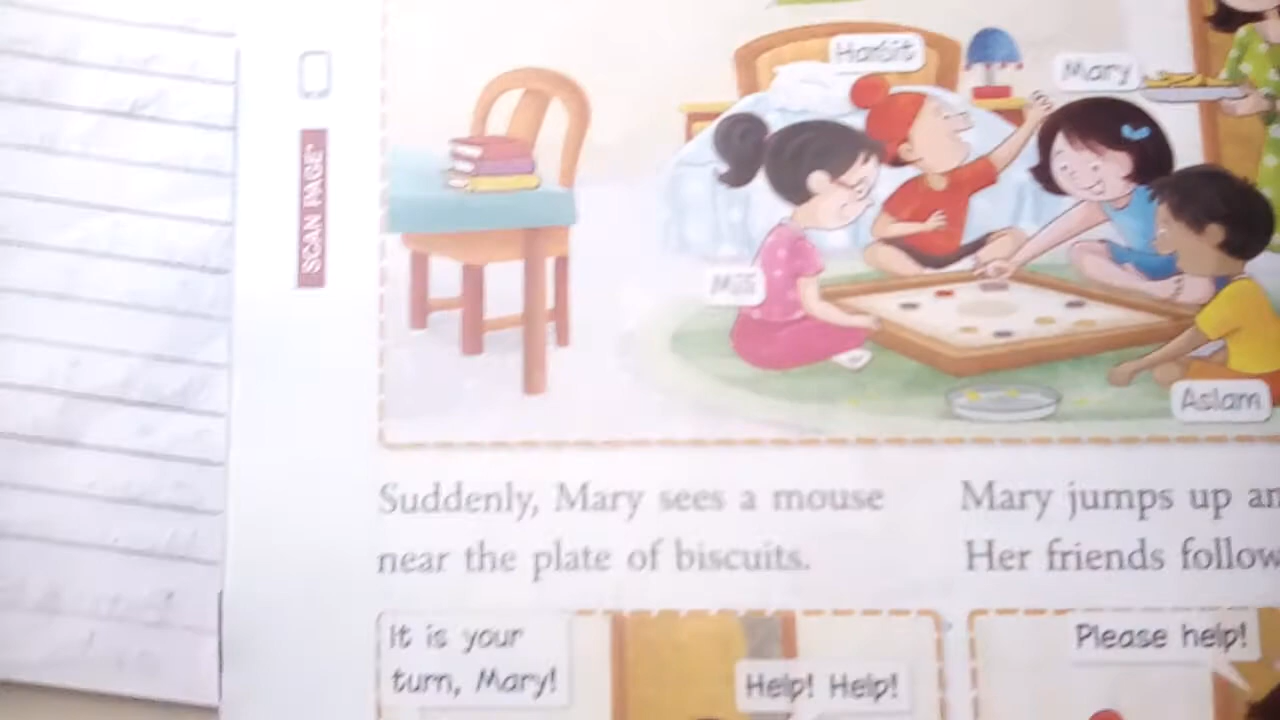 SCAN PAGE
Harbit
Mary
Aslam
Suddenly, Mary sees a mouse
near the plate of biscuits.
Mary jumps up
Her friends follow
It is your
turn, Mary!
Help! Help!
Please help!